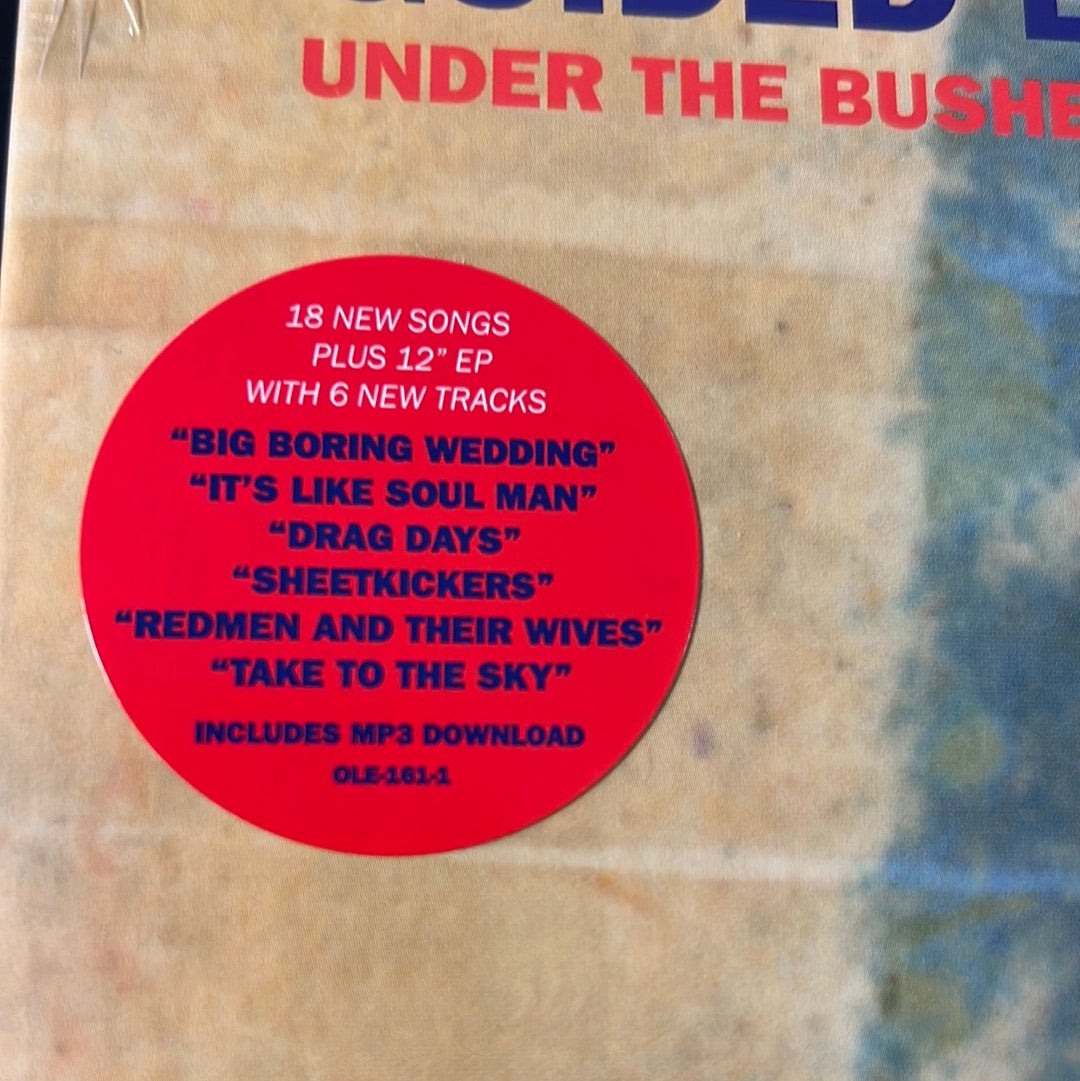 GUIDED
UNDER THE BUSHE
18 NEW SONGS
PLUS 12” EP
WITH 6 NEW TRACKS
“BIG BORING WEDDING”
“IT’S LIKE SOUL MAN”
“DRAG DAYS”
“SHEETKICKERS”
“REDMEN AND THEIR WIVES”
“TAKE TO THE SKY”
INCLUDES MP3 DOWNLOAD
OLE-161-1